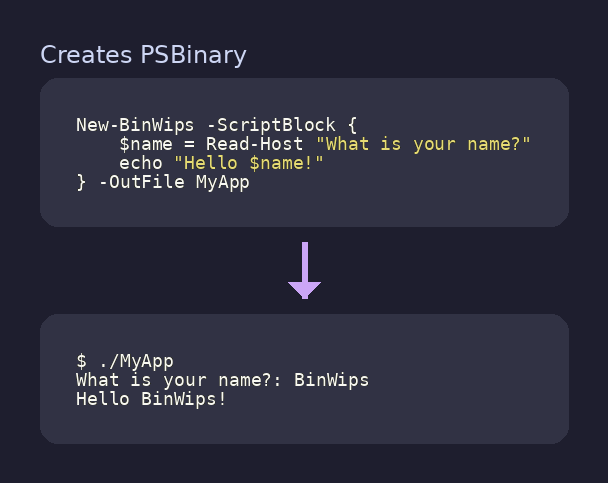 Creates PSBinary
New-BinWips -ScriptBlock {
    $name = Read-Host "What is your name?"
    echo "Hello $name!"
} -OutFile MyApp
$ ./MyApp
What is your name?: BinWips
Hello BinWips!